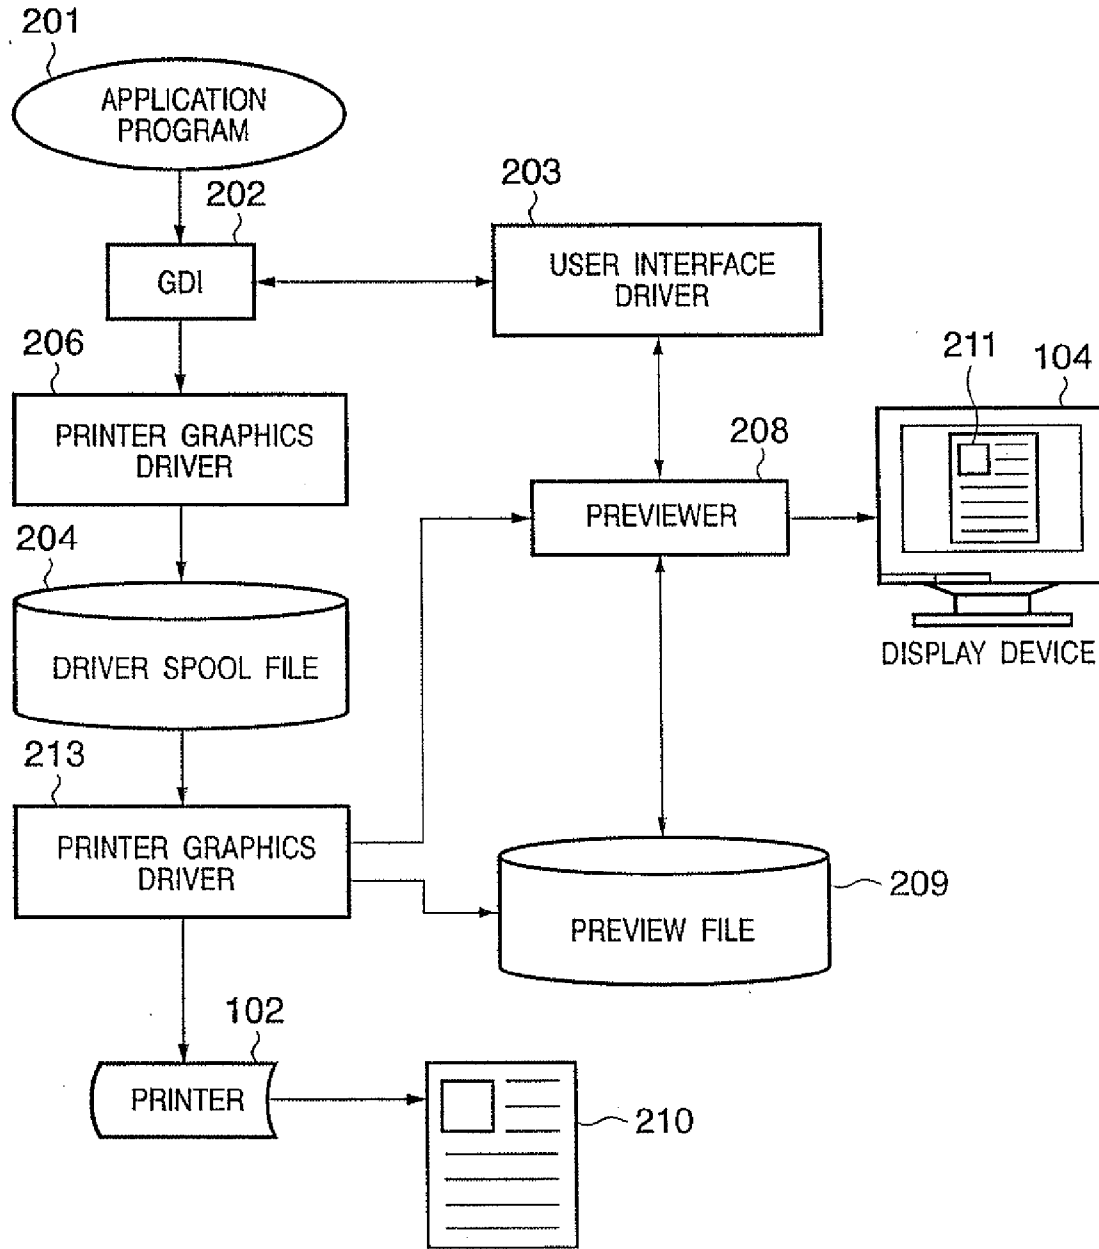 201
APPLICATION
PROGRAM
202
203
GDI
USER INTERFACE
DRIVER
206
211
104
PRINTER GRAPHICS
DRIVER
208
PREVIEWER
204
DRIVER SPOOL FILE
DISPLAY DEVICE
213
PRINTER GRAPHICS
DRIVER
209
PREVIEW FILE
102
PRINTER
210